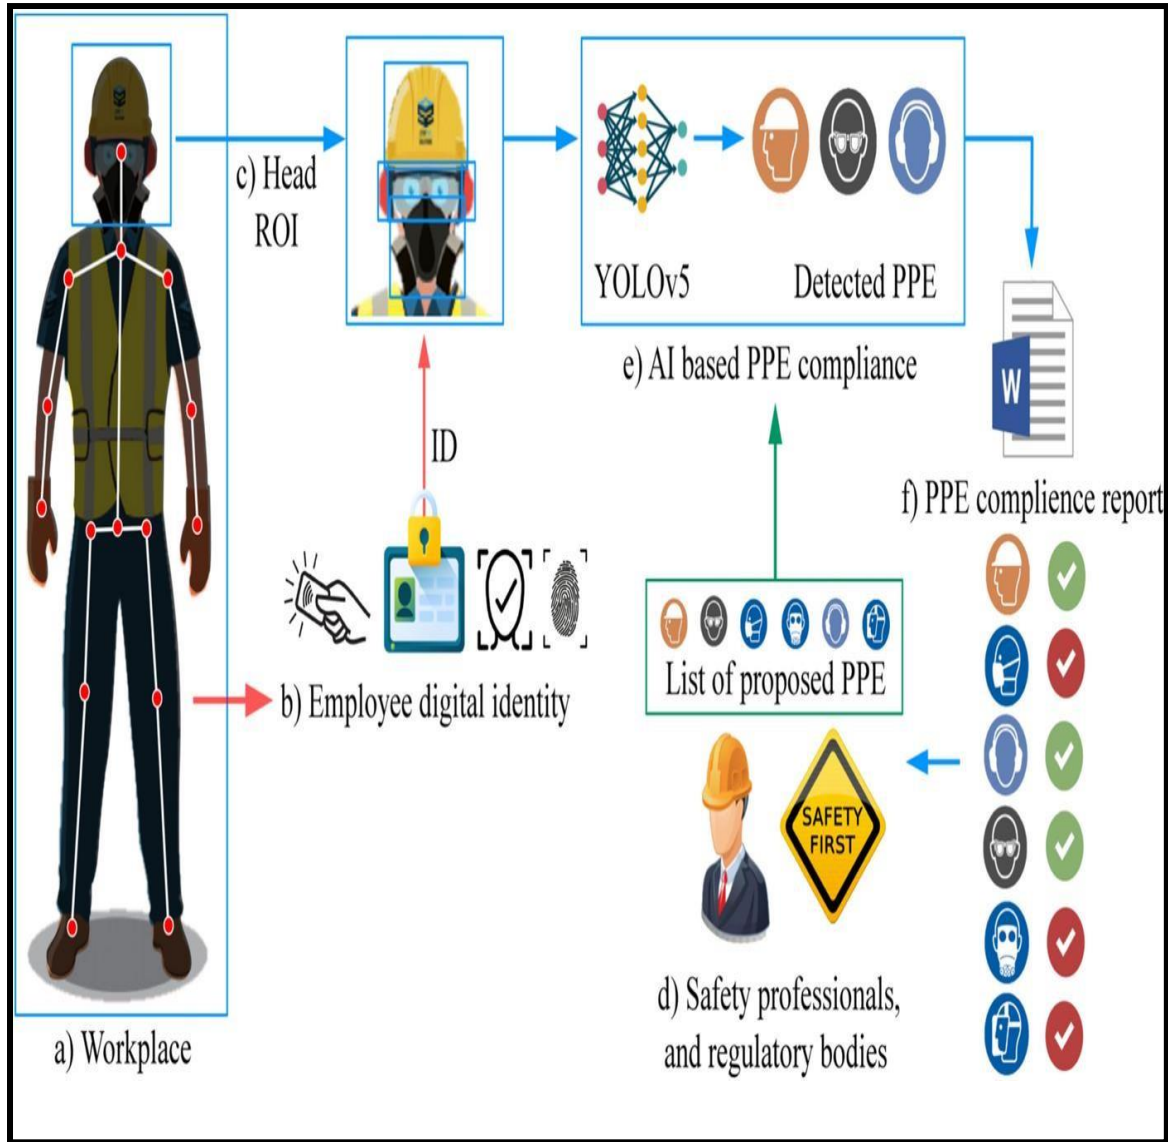 c) Head
ROI
YOLOv5
Detected PPE
e) AI based PPE compliance
W
ID
f) PPE complience report
b) Employee digital identity
List of proposed PPE
SAFETY
FIRST
d) Safety professionals,
and regulatory bodies
a) Workplace